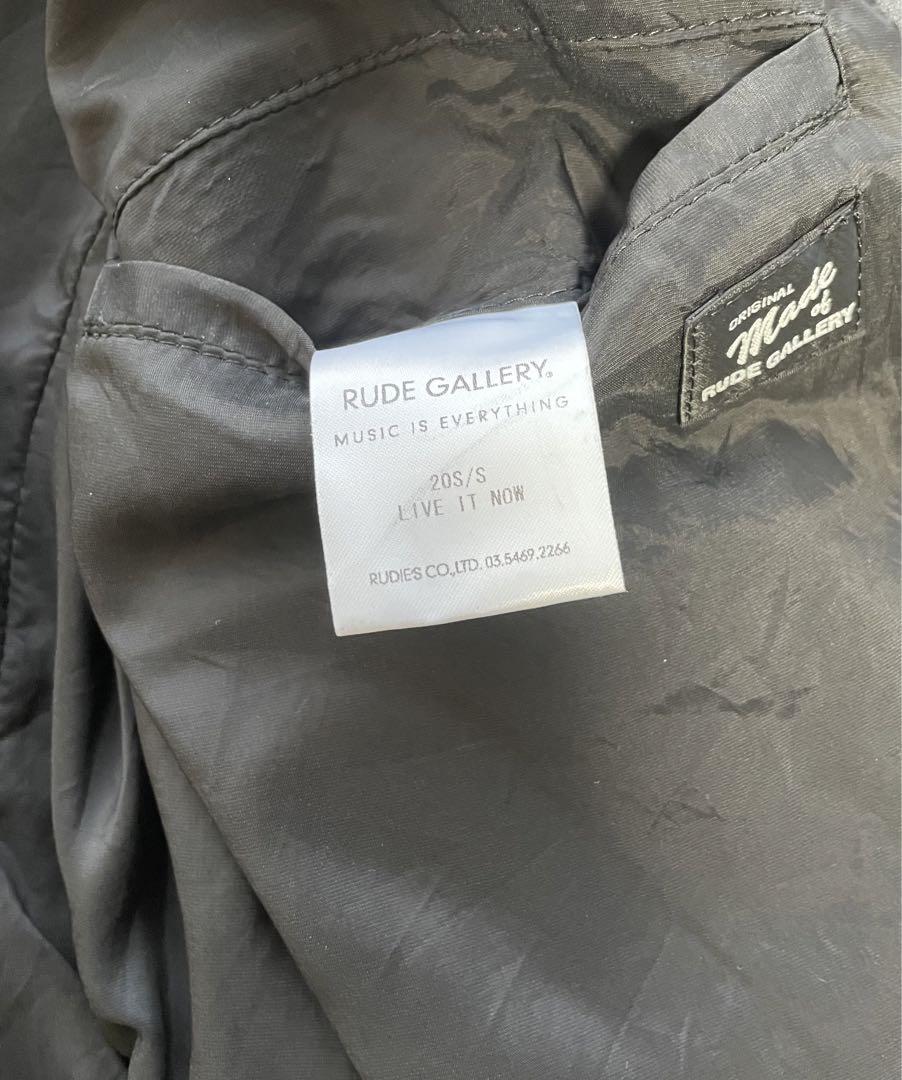 RUDE GALLERY.
MUSIC IS EVERYTHING
20S/S
LIVE IT NOW
RUDIE'S CO.,LTD. 03.5469.2266
ORIGINAL
Made
of
RUDE GALLERY